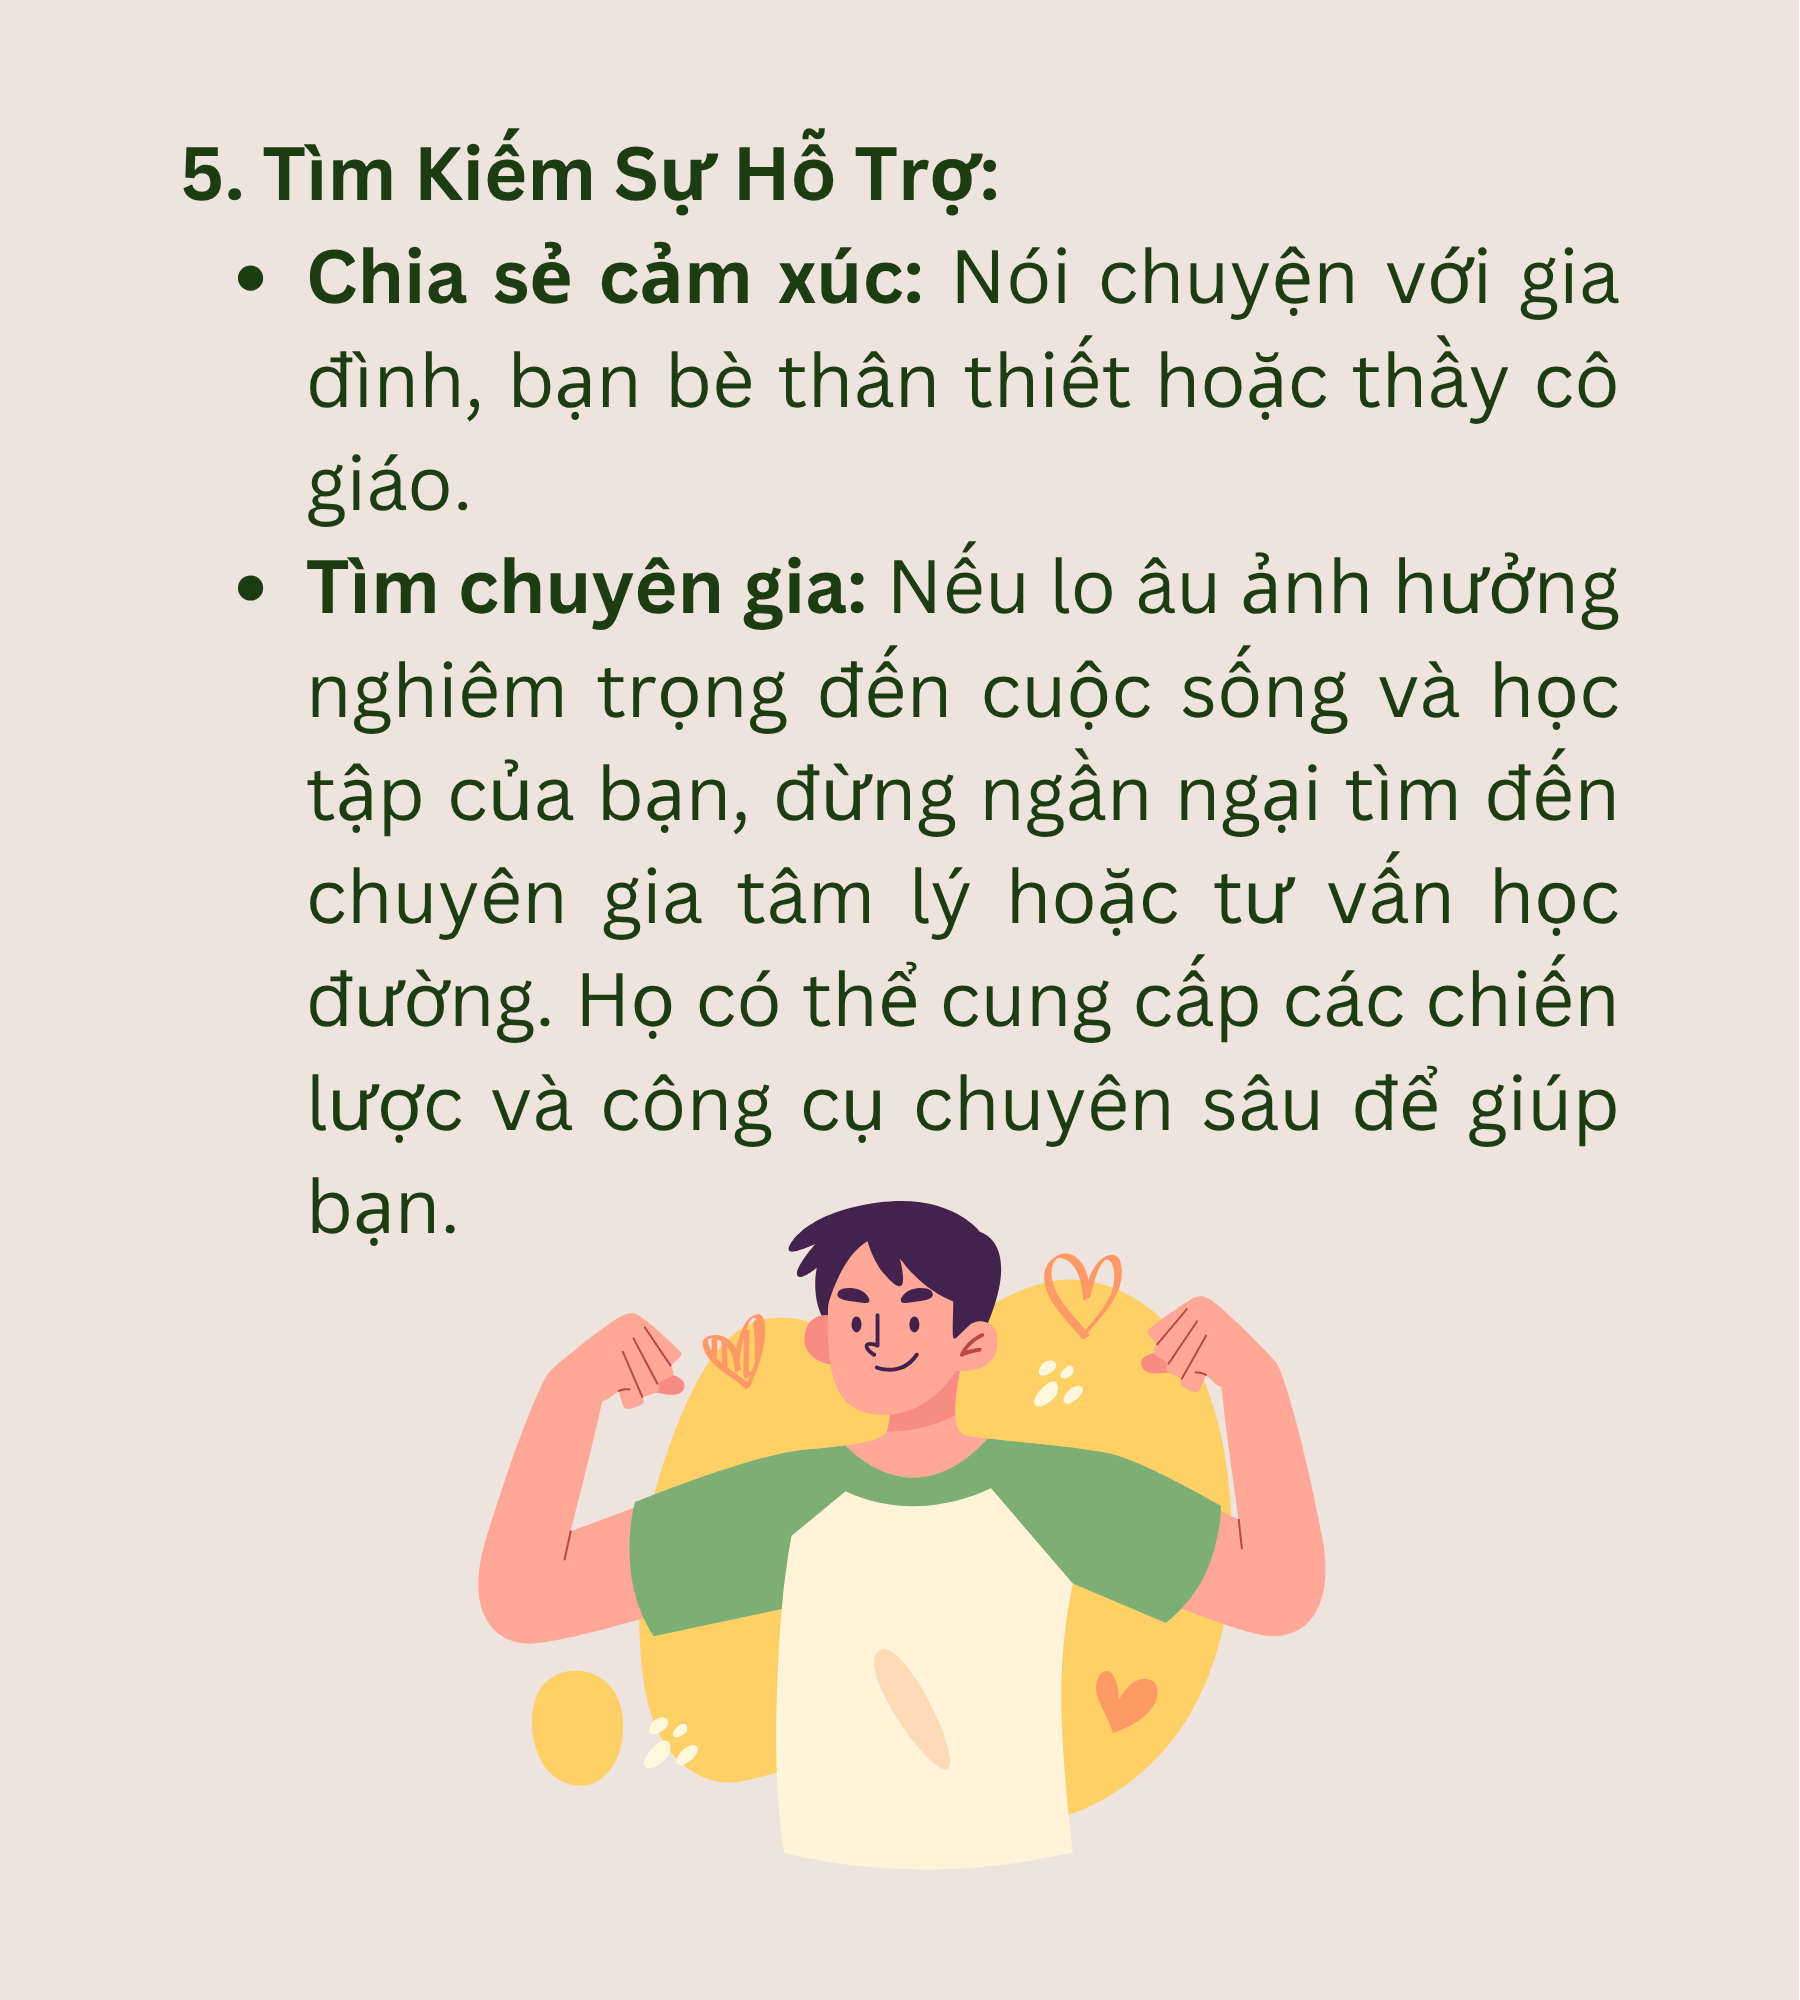 5. Tìm Kiếm Sự Hỗ Trợ:
• Chia sẻ cảm xúc: Nói chuyện với gia
đình, bạn bè thân thiết hoặc thầy cô
giáo.
• Tìm chuyên gia: Nếu lo âu ảnh hưởng
nghiêm trọng đến cuộc sống và học
tập của bạn, đừng ngần ngại tìm đến
chuyên gia tâm lý hoặc tư vấn học
đường. Họ có thể cung cấp các chiến
lược và công cụ chuyên sâu để giúp
bạn.